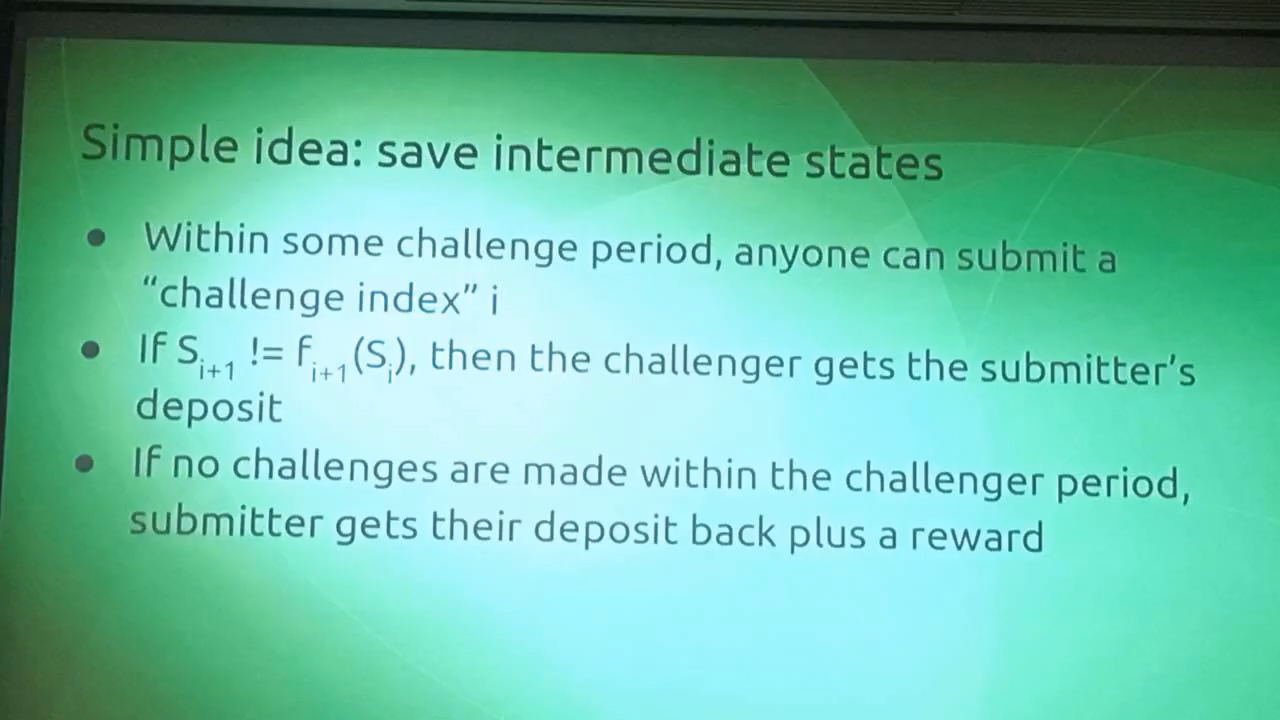 Simple idea: save intermediate states
● Within some challenge period, anyone can submit a
“challenge index” i
● If Sᵢ₊₁ != fᵢ₊₁(Sᵢ), then the challenger gets the submitter’s
deposit
● If no challenges are made within the challenger period,
submitter gets their deposit back plus a reward